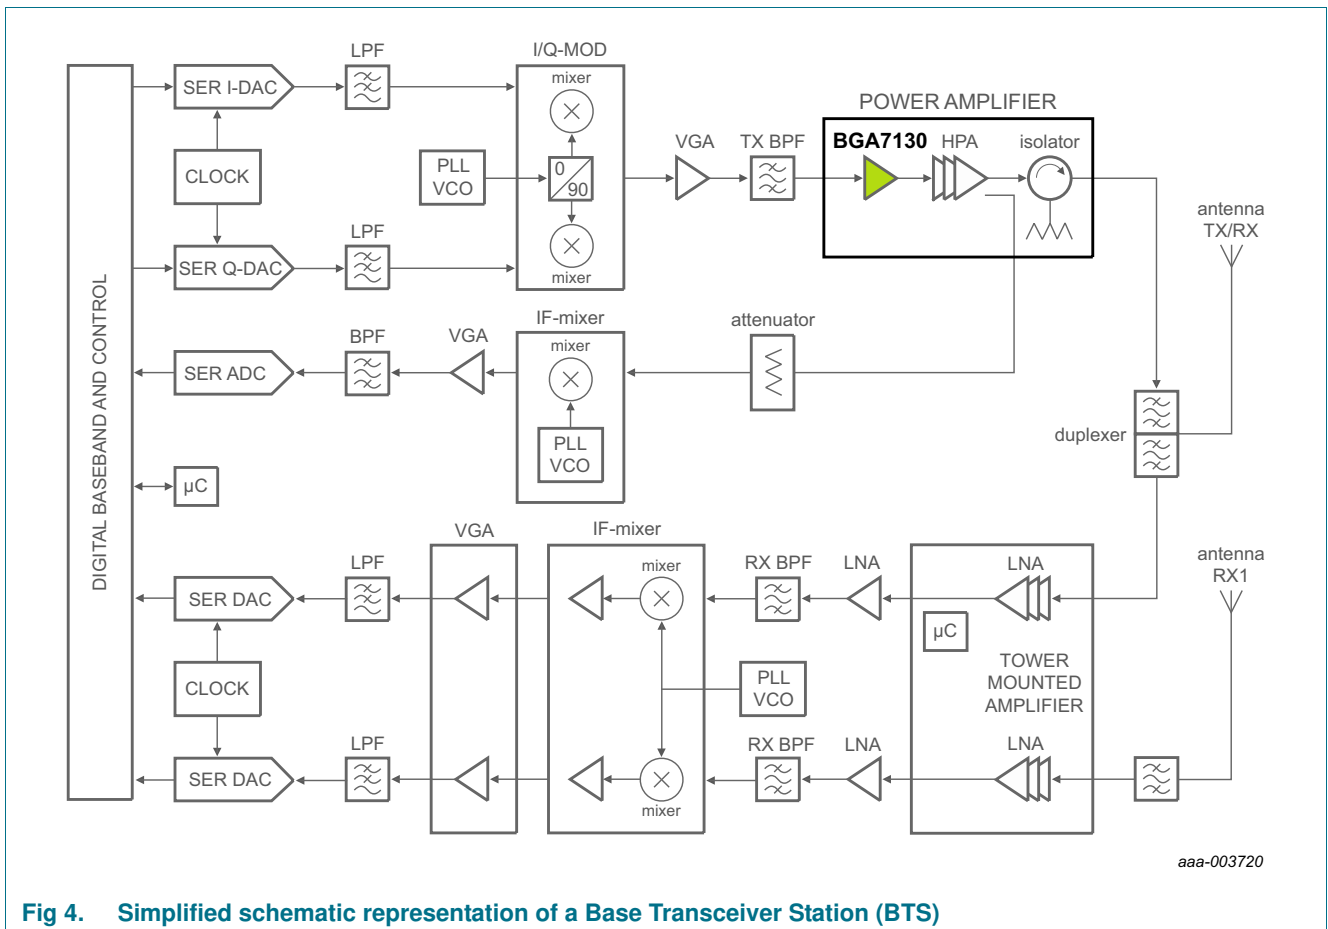 LPF
I/Q-MOD
mixer
SER I-DAC
POWER AMPLIFIER
VGA
TX BPF
BGA7130
HPA
isolator
PLL
VCO
0
90
CLOCK
antenna
TX/RX
LPF
SER Q-DAC
mixer
DIGITAL BASEBAND AND CONTROL
IF-mixer
attenuator
BPF
VGA
mixer
SER ADC
PLL
VCO
duplexer
µC
VGA
IF-mixer
LPF
mixer
RX BPF
LNA
LNA
antenna
RX1
SER DAC
µC
CLOCK
PLL
VCO
TOWER
MOUNTED
AMPLIFIER
LPF
RX BPF
LNA
LNA
SER DAC
mixer
aaa-003720
Fig 4. Simplified schematic representation of a Base Transceiver Station (BTS)